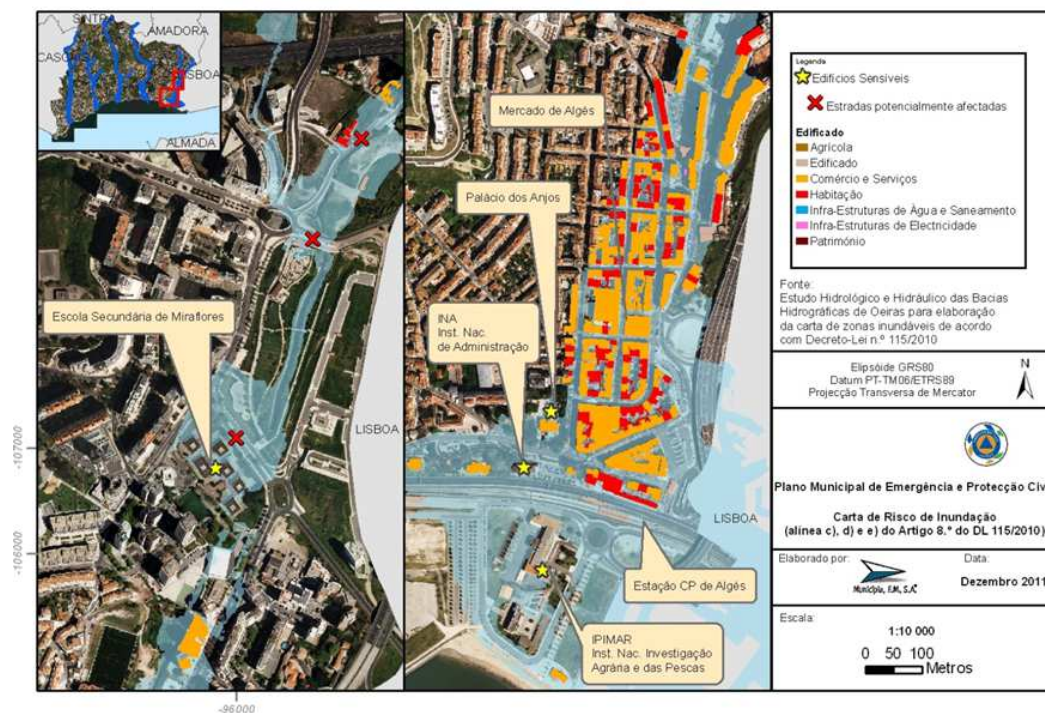 SINTRA
AMADORA
CASC
LISBOA
ALMADA
Escola Secundária de Miraflores
LISBOA
-107000
-106000
-96000
Mercado de Algés
Palácio dos Anjos
INA
Inst. Nac.
de Administração
LISBOA
Estação CP de Algés
IPIMAR
Inst. Nac. Investigação
Agrária e das Pescas
Legenda
Edifícios Sensíveis
Estradas potencialmente afectadas
Edificado
Agrícola
Edificado
Comércio e Serviços
Habitação
Infra-Estruturas de Água e Saneamento
Infra-Estruturas de Electricidade
Património
Fonte:
Estudo Hidrológico e Hidráulico das Bacias
Hidrográficas de Oeiras para elaboração
da carta de zonas inundáveis de acordo
com Decreto-Lei n.º 115/2010
Elipsóide GRS80
Datum PT-TM06/ETRS89
Projecção Transversa de Mercator
N
Plano Municipal de Emergência e Protecção Civ
Carta de Risco de Inundação
(alínea c), d) e e) do Artigo 8.º do DL 115/2010)
Elaborado por:
Município, E.M., S.A.
Data:
Dezembro 2011
Escala:
1:10 000
0 50 100
Metros